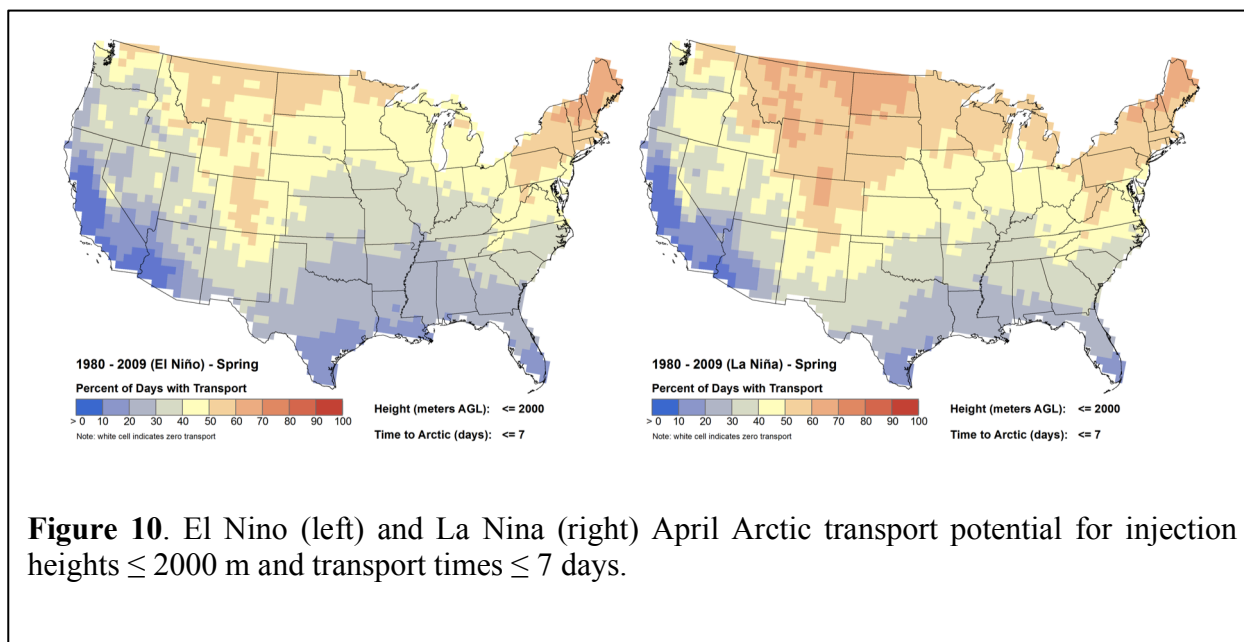 1980 - 2009 (El Niño) - Spring
Percent of Days with Transport
> 0 10 20 30 40 50 60 70 80 90 100
Note: white cell indicates zero transport
Height (meters AGL): <= 2000
Time to Arctic (days): <= 7
1980 - 2009 (La Niña) - Spring
Percent of Days with Transport
> 0 10 20 30 40 50 60 70 80 90 100
Note: white cell indicates zero transport
Height (meters AGL): <= 2000
Time to Arctic (days): <= 7
Figure 10. El Nino (left) and La Nina (right) April Arctic transport potential for injection
heights ≤ 2000 m and transport times ≤ 7 days.